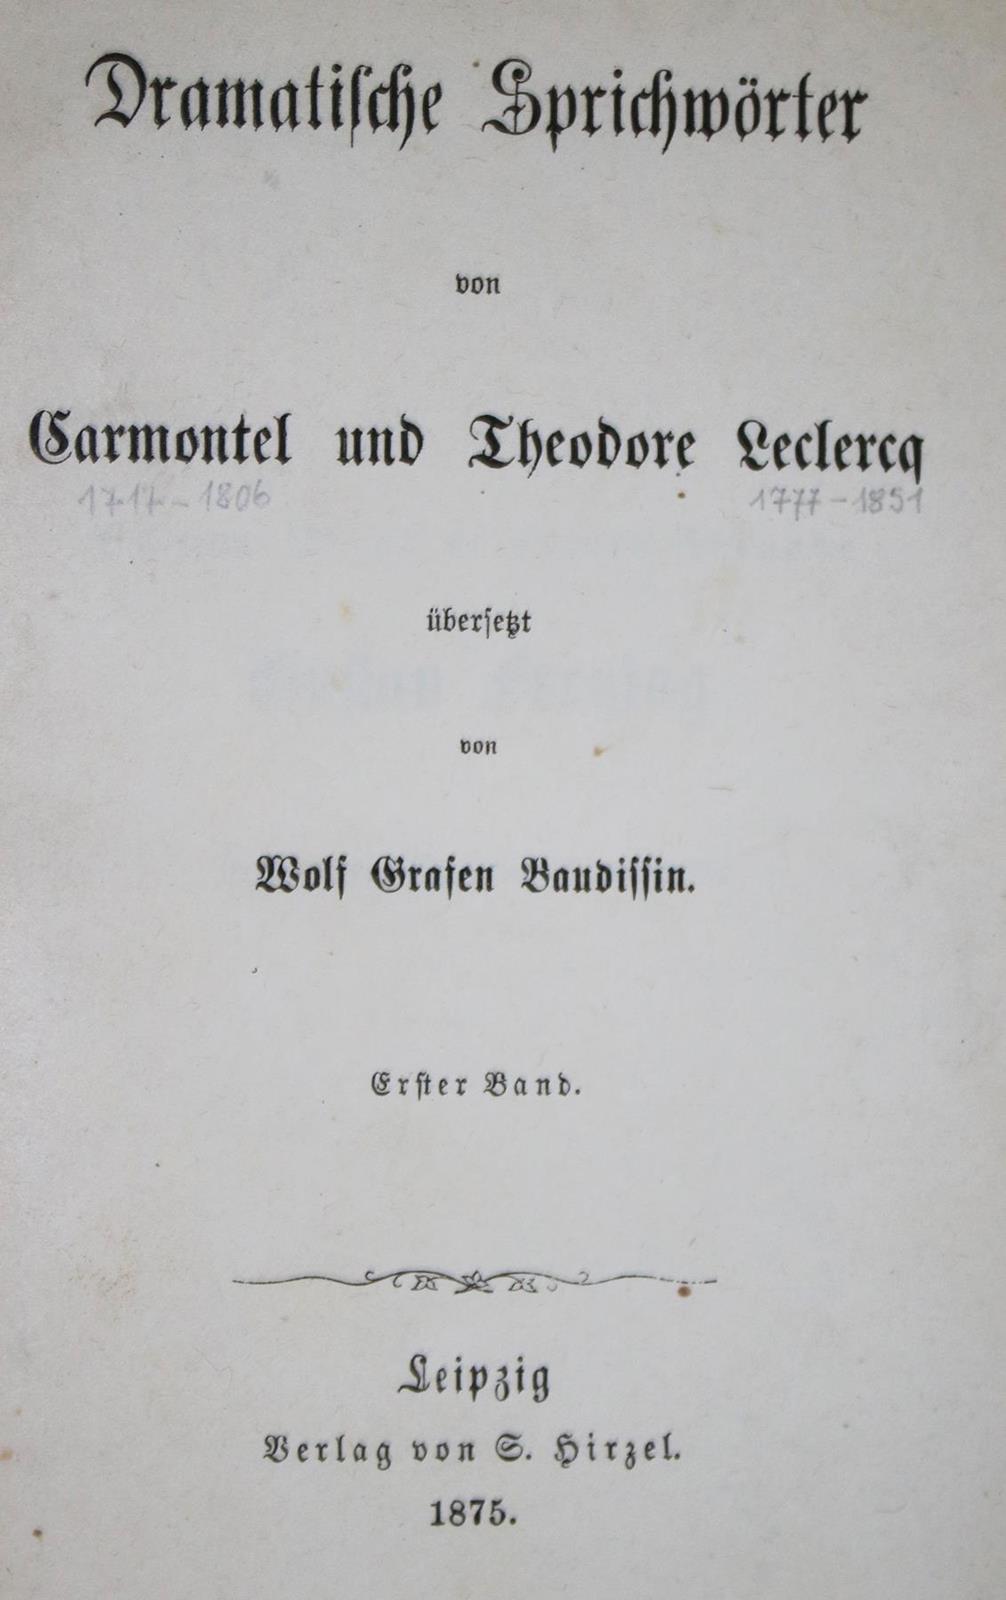 Dramatiſche Sprichwörter
von
Carmontel und Theodore Leclercq
1717–1806 1777–1851
überſetzt
von
Wolf Grafen Baudiſſin.
Erſter Band.
Leipzig
Verlag von S. Hirzel.
1875.